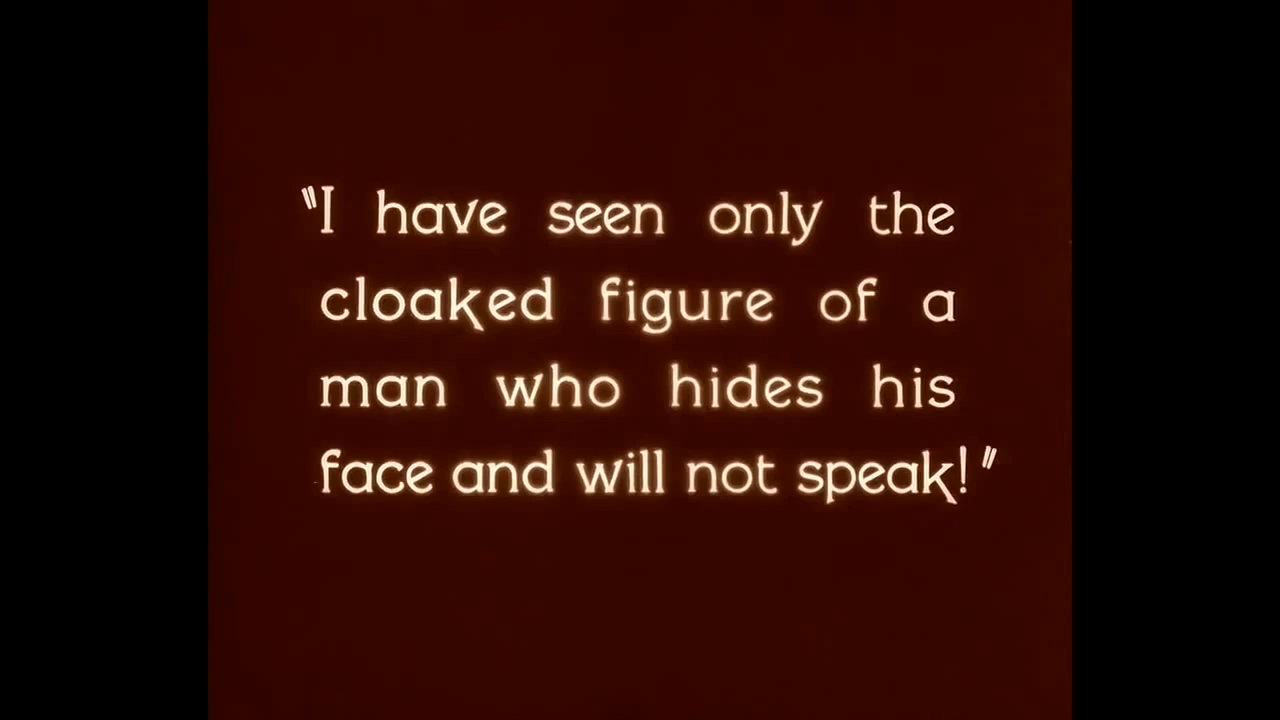 "I have seen only the
cloaked figure of a
man who hides his
face and will not speak!"